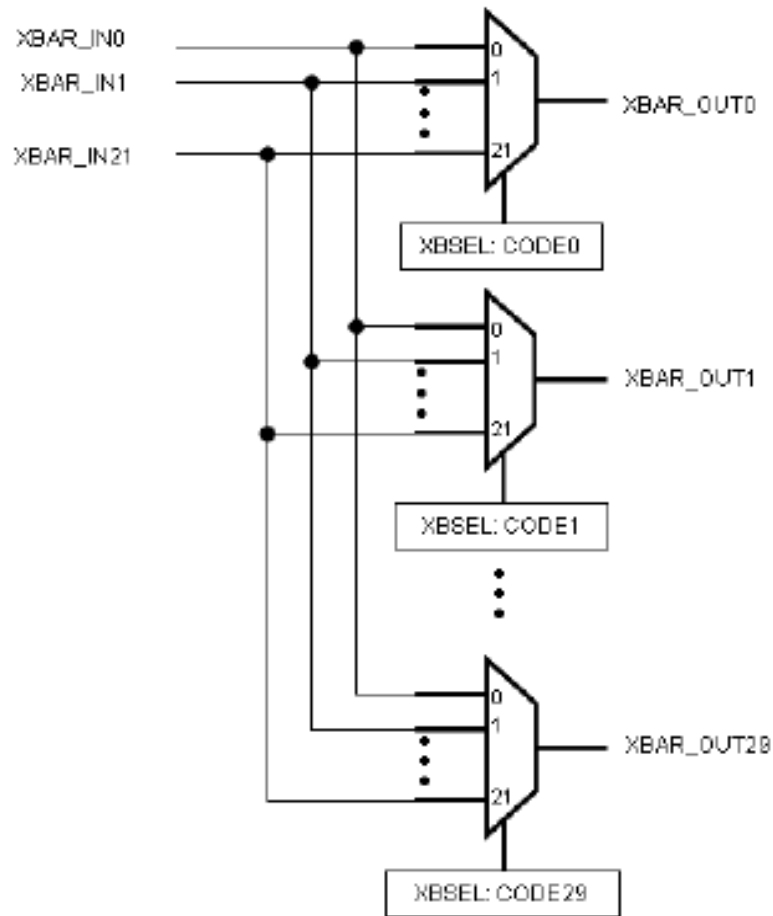 XBAR_IN0
XBAR_IN1
XBAR_IN21
0
1
21
XBAR_OUT0
XBSEL: CODE0
0
1
21
XBAR_OUT1
XBSEL: CODE1
0
1
21
XBAR_OUT29
XBSEL: CODE29